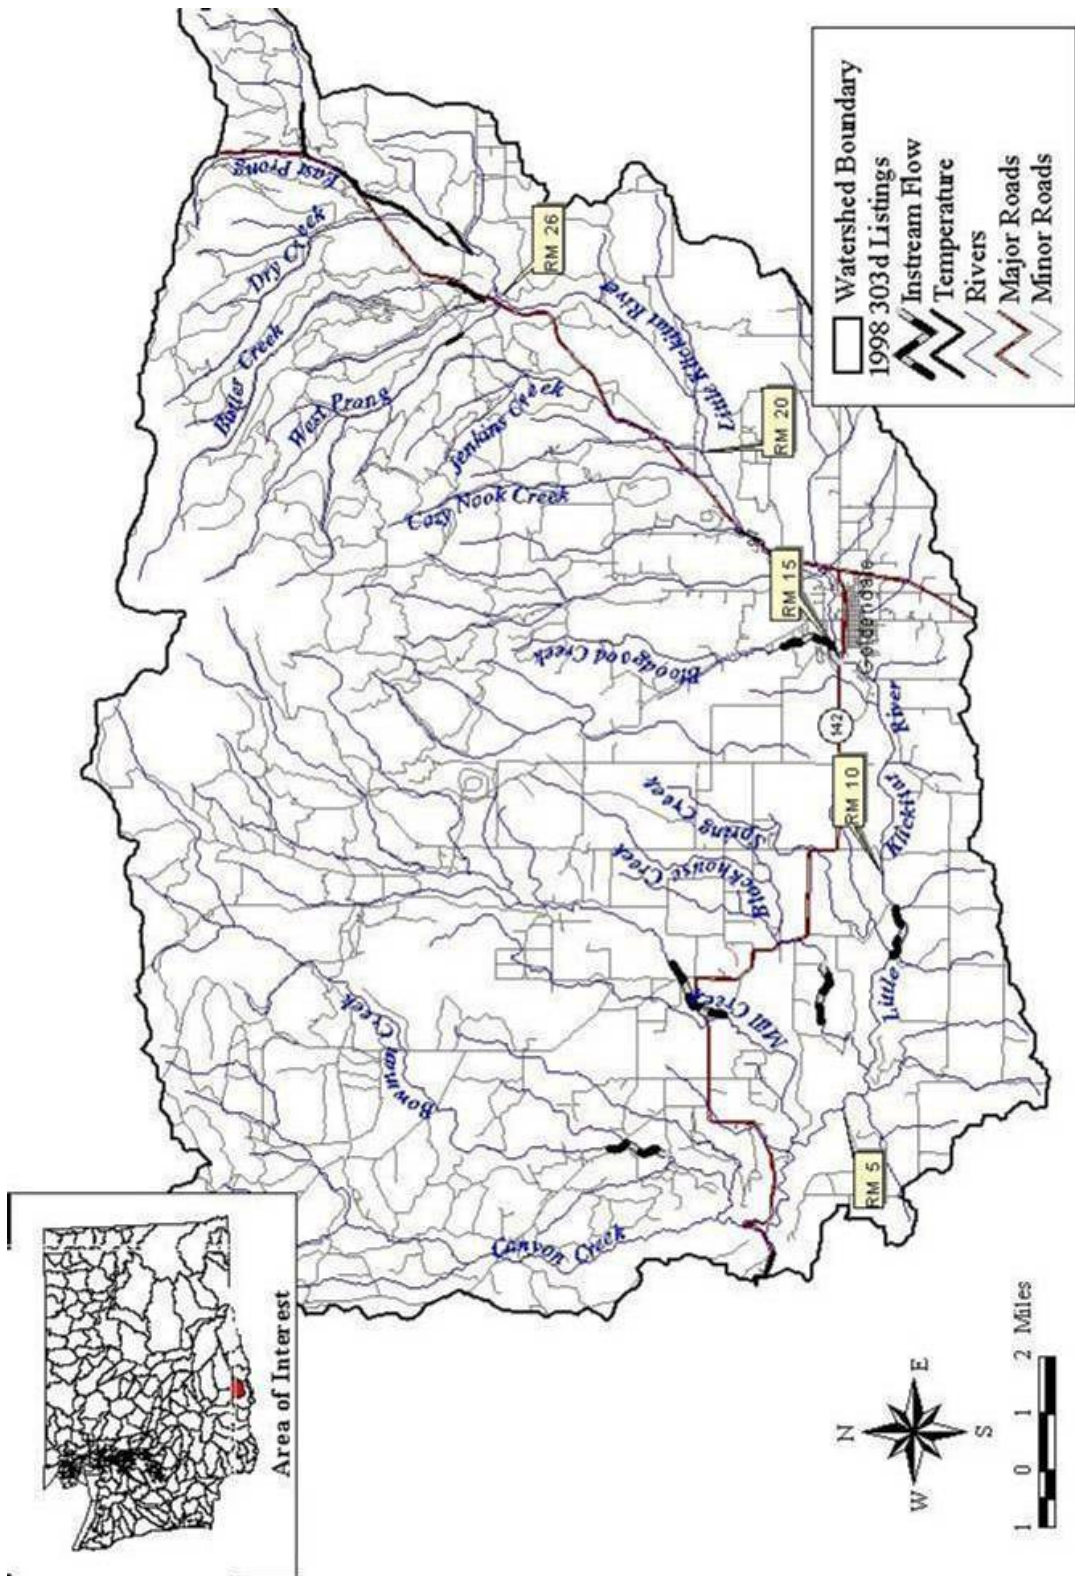 East Prong
Dry Creek
Butler Creek
West Prong
Jenkins Creek
Cozy Nook Creek
Bloodgood Creek
Spring Creek
Blockhouse Creek
Mill Creek
Bowman Creek
Canyon Creek
Little Klickitat River
Little Klickitat River
Goldendale
142
RM 26
RM 20
RM 15
RM 10
RM 5
Area of Interest
N
W
E
S
1 0 1 2 Miles
Watershed Boundary
1998 303d Listings
Instream Flow
Temperature
Rivers
Major Roads
Minor Roads